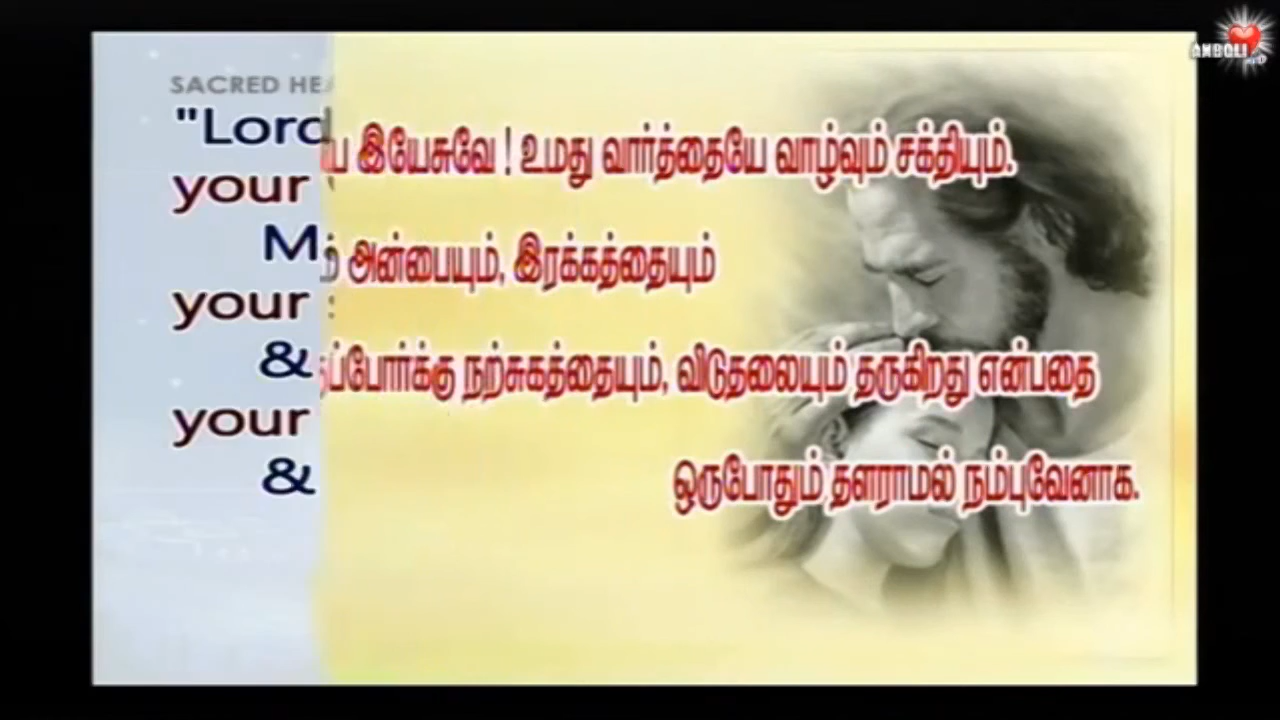 ANBOLI
SACRED
"Lord
your
your
&
your
&
இயேசுவே ! உமது வார்த்தையே வாழ்வும் சக்தியும்.
அன்பையும், இரக்கத்தையும்
நற்சுகத்தையும், விடுதலையும் தருகிறது என்பதை
ஒருபோதும் தளராமல் நம்புவேனாக.